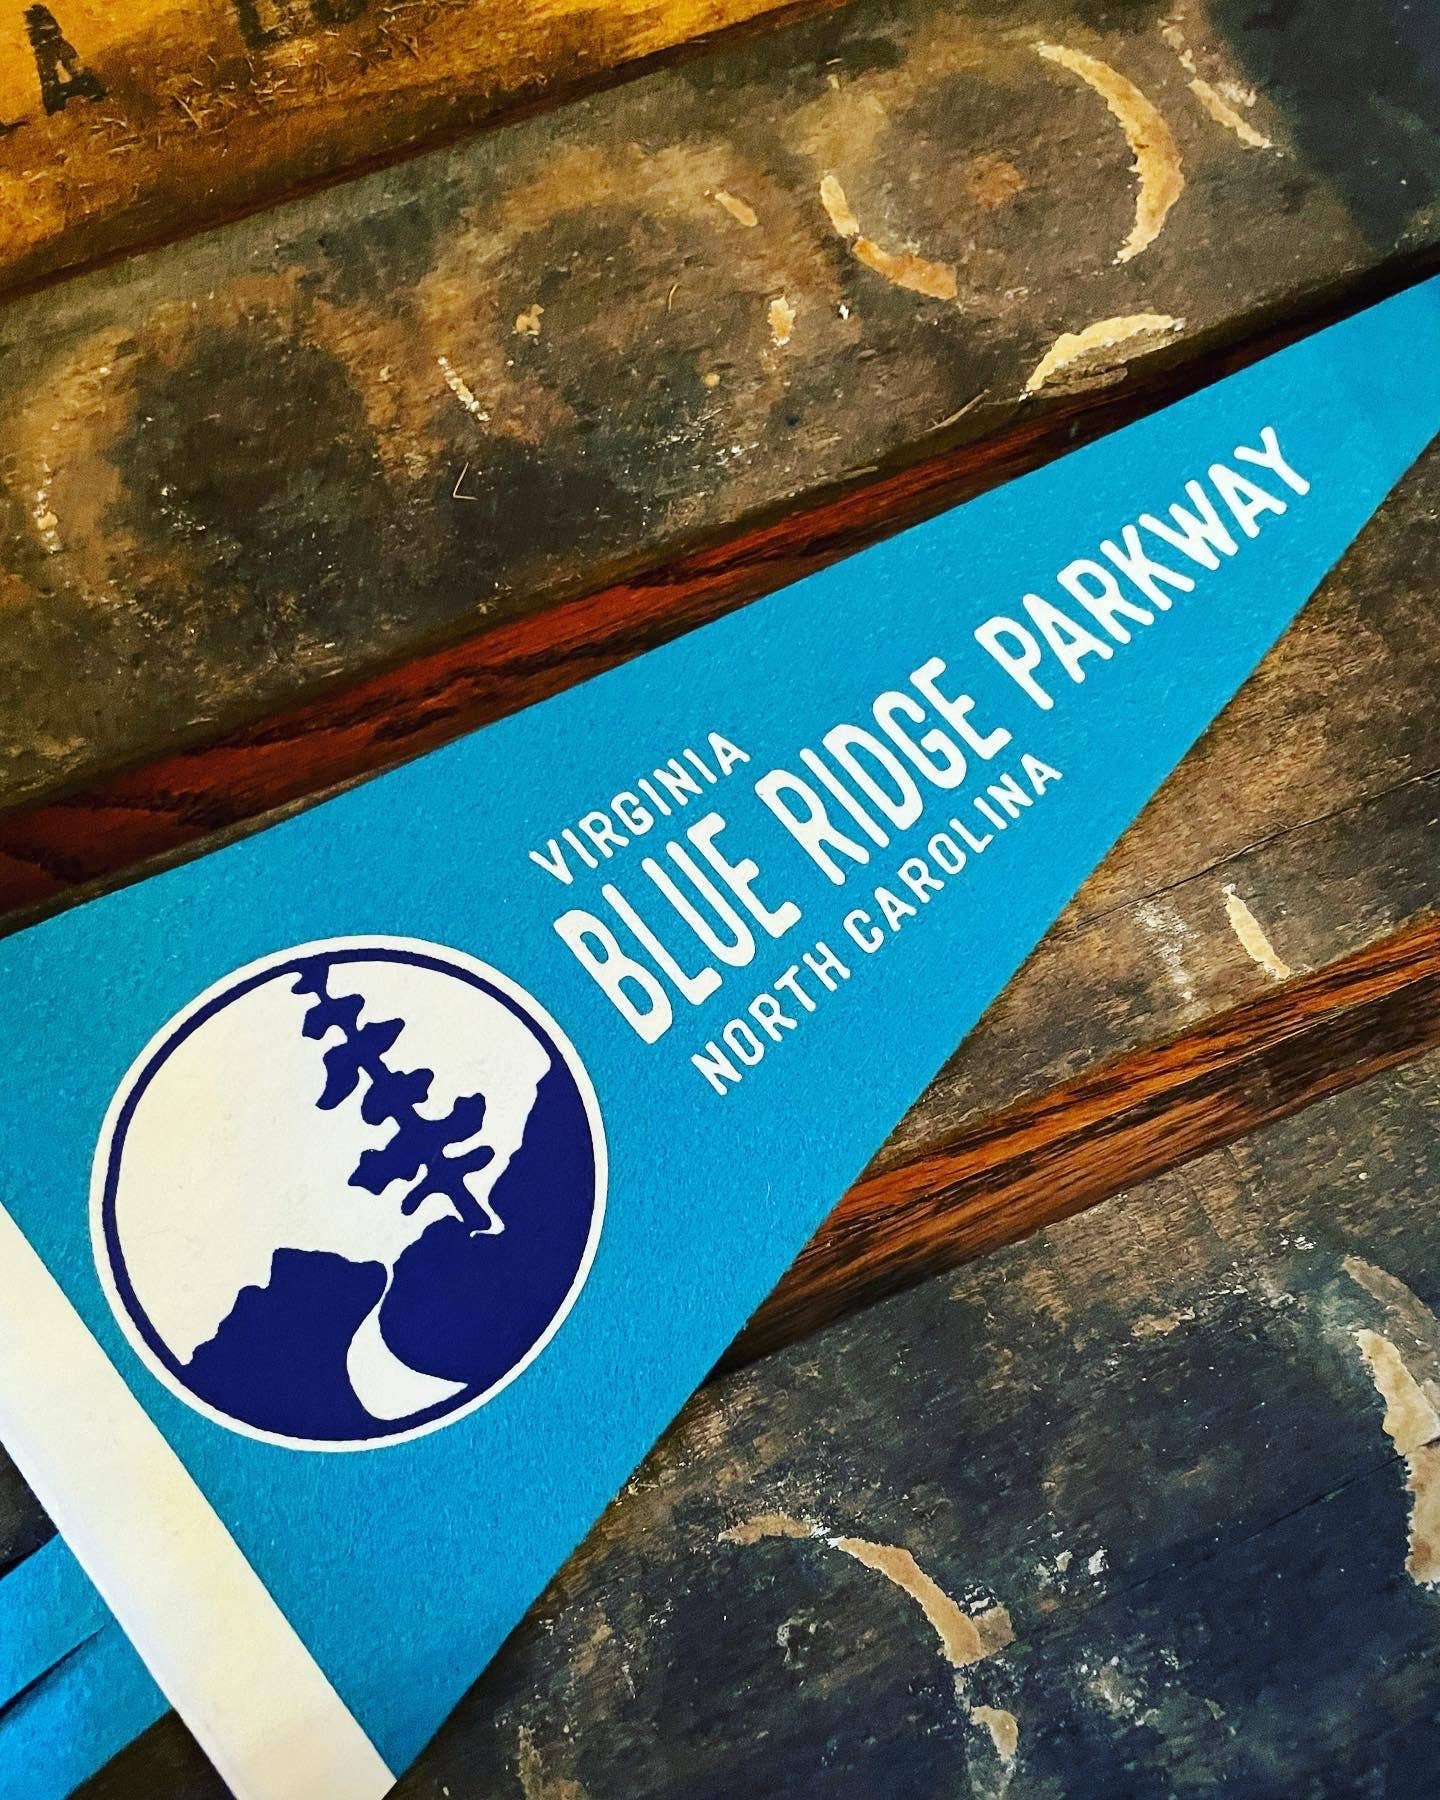 A
VIRGINIA
BLUE RIDGE PARKWAY
NORTH CAROLINA